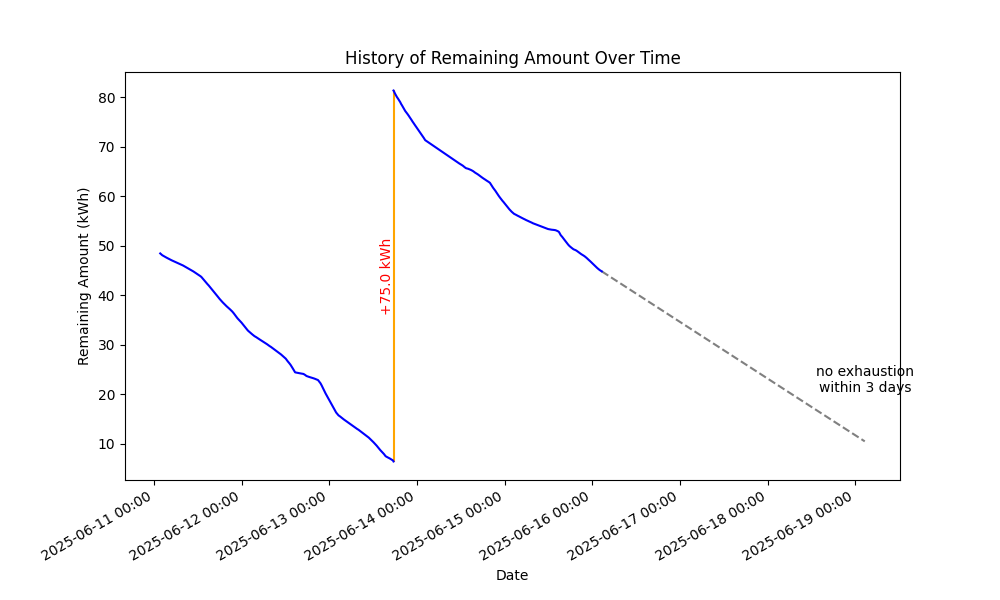 History of Remaining Amount Over Time
Remaining Amount (kWh)
80
70
60
50
40
30
20
10
+75.0 kWh
no exhaustion
within 3 days
2025-06-11 00:00
2025-06-12 00:00
2025-06-13 00:00
2025-06-14 00:00
2025-06-15 00:00
2025-06-16 00:00
2025-06-17 00:00
2025-06-18 00:00
2025-06-19 00:00
Date